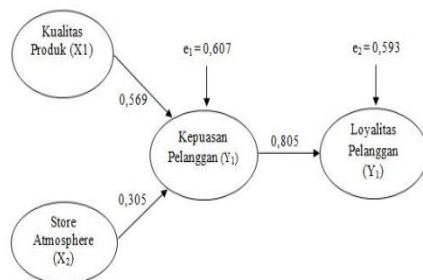 Kualitas
Produk (X1)
e₁= 0,607
e₂= 0,593
0,569
Kepuasan
Pelanggan (Y₁)
0,805
Loyalitas
Pelanggan
(Y₁)
0,305
Store
Atmosphere
(X₂)